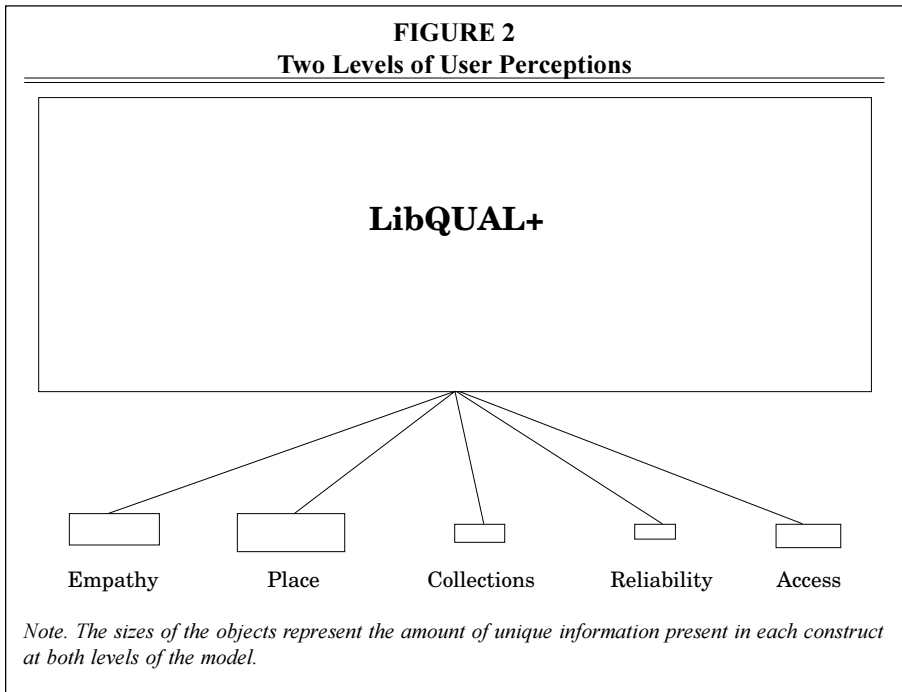 FIGURE 2
Two Levels of User Perceptions
LibQUAL+
Empathy Place Collections Reliability Access
Note. The sizes of the objects represent the amount of unique information present in each construct
at both levels of the model.